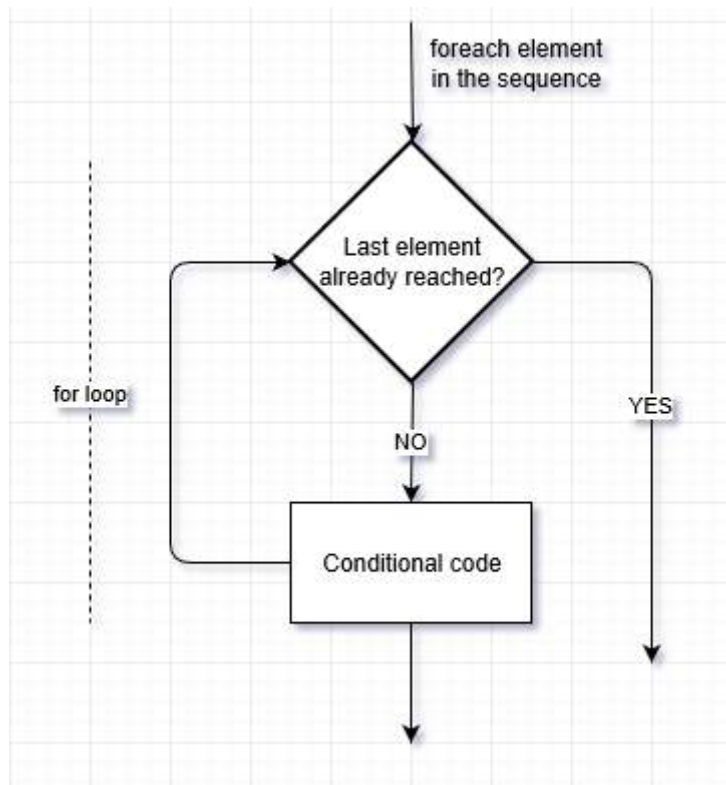 foreach element
in the sequence
Last element
already reached?
for loop
YES
NO
Conditional code